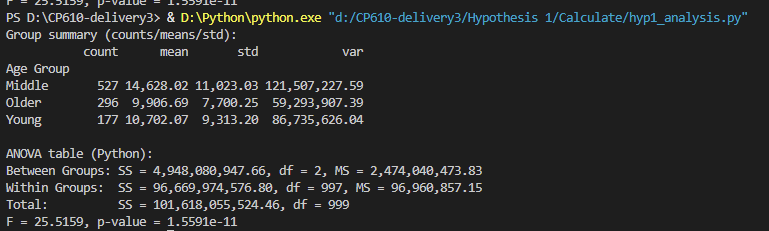 F = 25.5159, p-value = 1.5591e-11
PS D:\CP610-delivery3> & D:\Python\python.exe "d:/CP610-delivery3/Hypothesis 1/Calculate/hyp1_analysis.py"
Group summary (counts/means/std):
count mean std var
Age Group
Middle 527 14,628.02 11,023.03 121,507,227.59
Older 296 9,906.69 7,700.25 59,293,907.39
Young 177 10,702.07 9,313.20 86,735,626.04
ANOVA table (Python):
Between Groups: SS = 4,948,080,947.66, df = 2, MS = 2,474,040,473.83
Within Groups: SS = 96,669,974,576.80, df = 997, MS = 96,960,857.15
Total: SS = 101,618,055,524.46, df = 999
F = 25.5159, p-value = 1.5591e-11